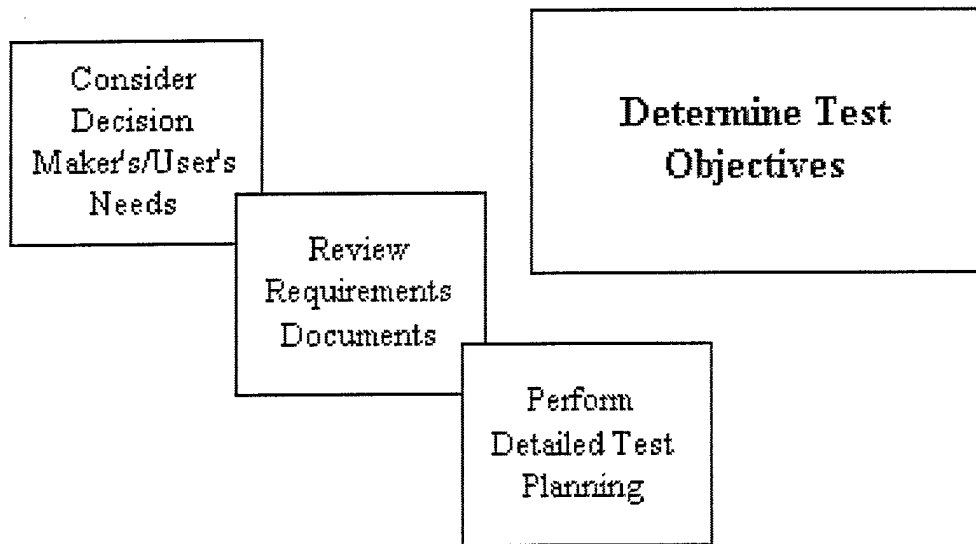 Consider
Decision
Maker's/User's
Needs
Determine Test
Objectives
Review
Requirements
Documents
Perform
Detailed Test
Planning